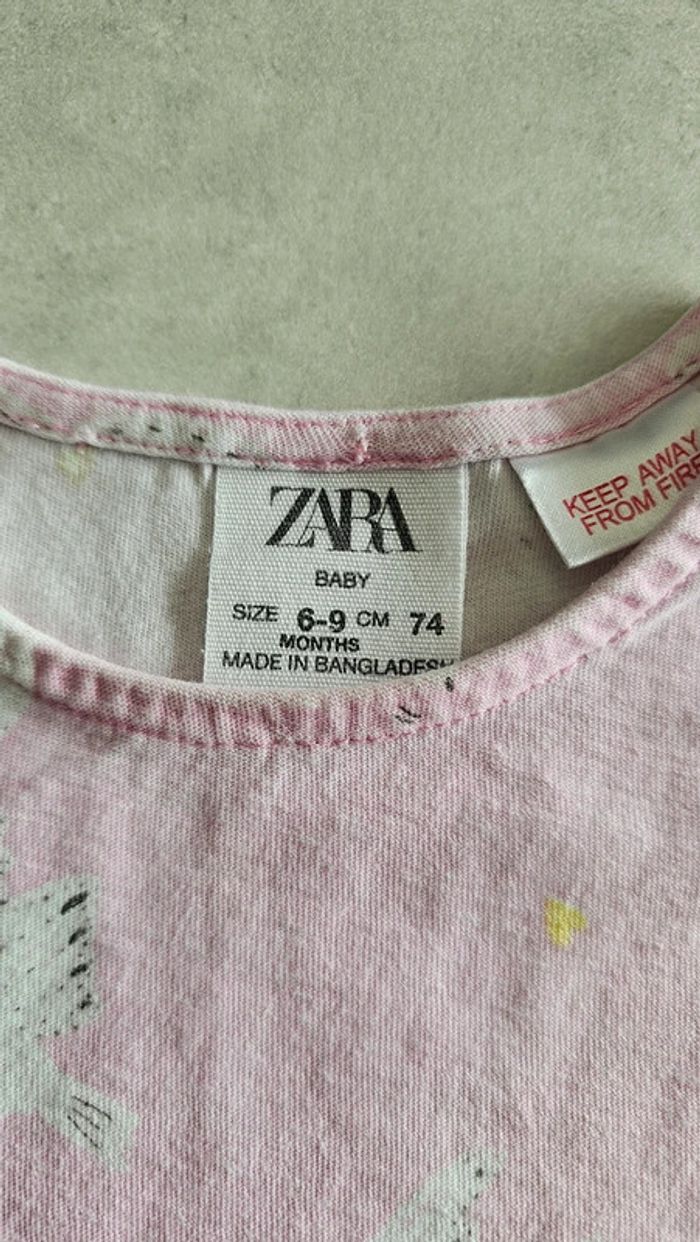 ZARA
BABY
SIZE 6-9 CM 74
MONTHS
MADE IN BANGLADESH
KEEP AWAY
FROM FIRE